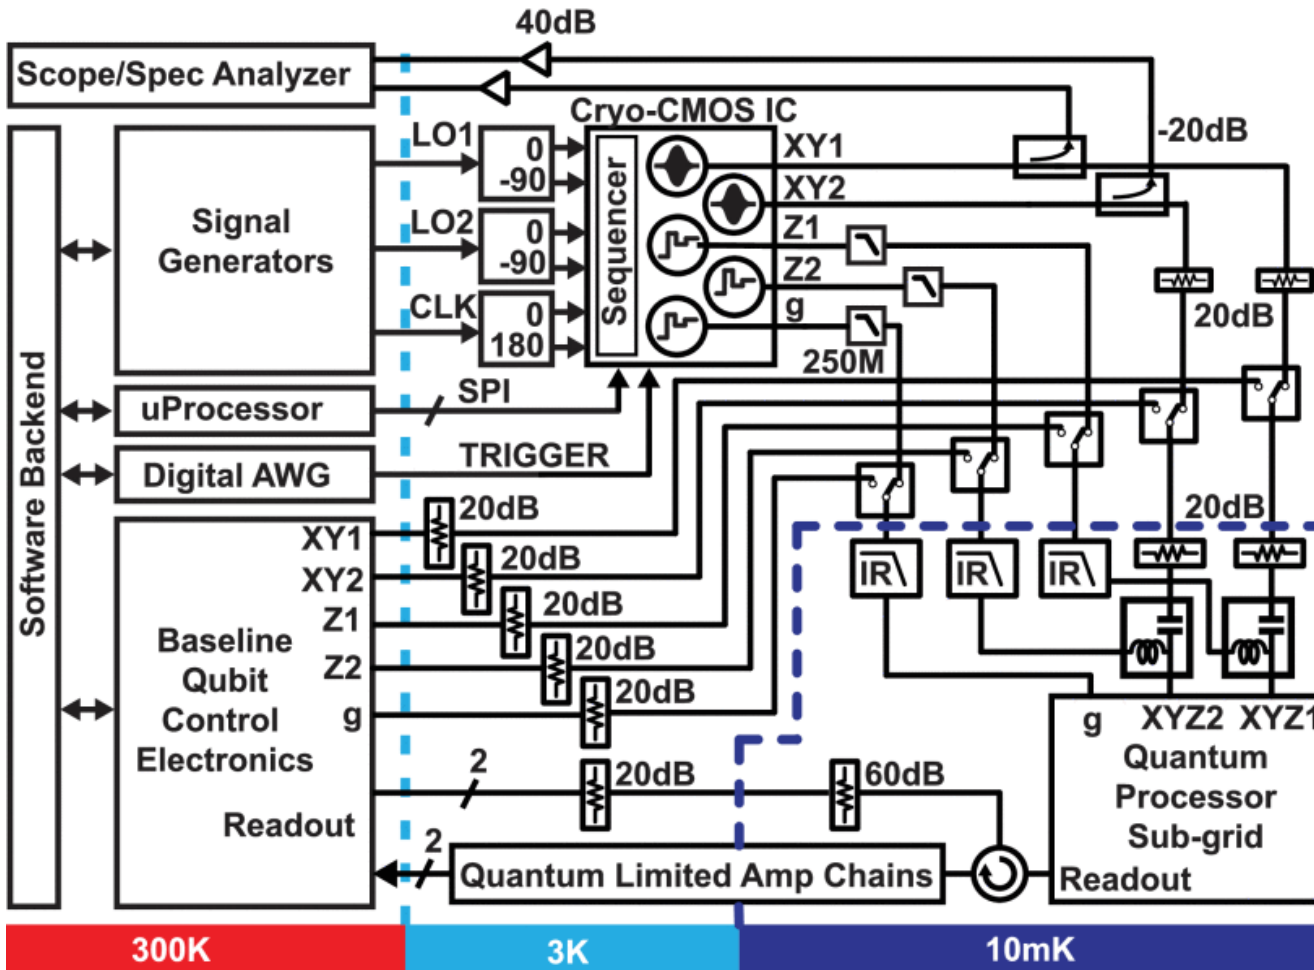 40dB
Scope/Spec Analyzer
Cryo-CMOS IC
-20dB
LO1
0
-90
LO2
0
-90
CLK
0
180
Sequencer
XY1
XY2
Z1
Z2
g
250M
20dB
Signal
Generators
Software Backend
uProcessor
SPI
Digital AWG
TRIGGER
XY1
20dB
XY2
20dB
Z1
20dB
Z2
20dB
g
20dB
Baseline
Qubit
Control
Electronics
Readout
2
20dB
60dB
2
Quantum Limited Amp Chains
20dB
IR
IR
IR
g
XYZ2
XYZ1
Quantum
Processor
Sub-grid
Readout
300K
3K
10mK